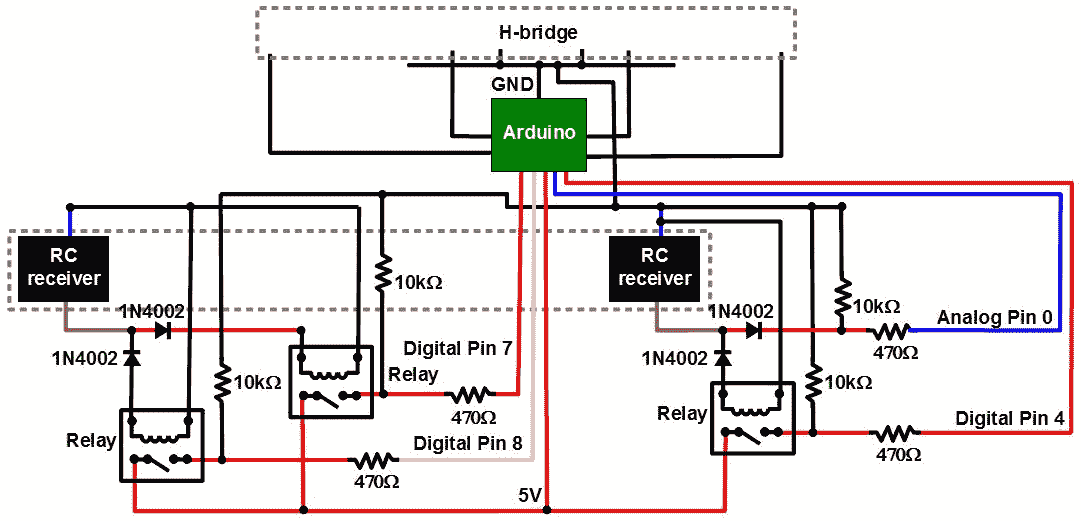 H-bridge
GND
Arduino
RC
receiver
RC
receiver
10kΩ
1N4002
1N4002
10kΩ
Analog Pin 0
1N4002
Digital Pin 7
1N4002
470Ω
10kΩ
Relay
10kΩ
470Ω
Relay
Digital Pin 4
Relay
Digital Pin 8
470Ω
470Ω
5V